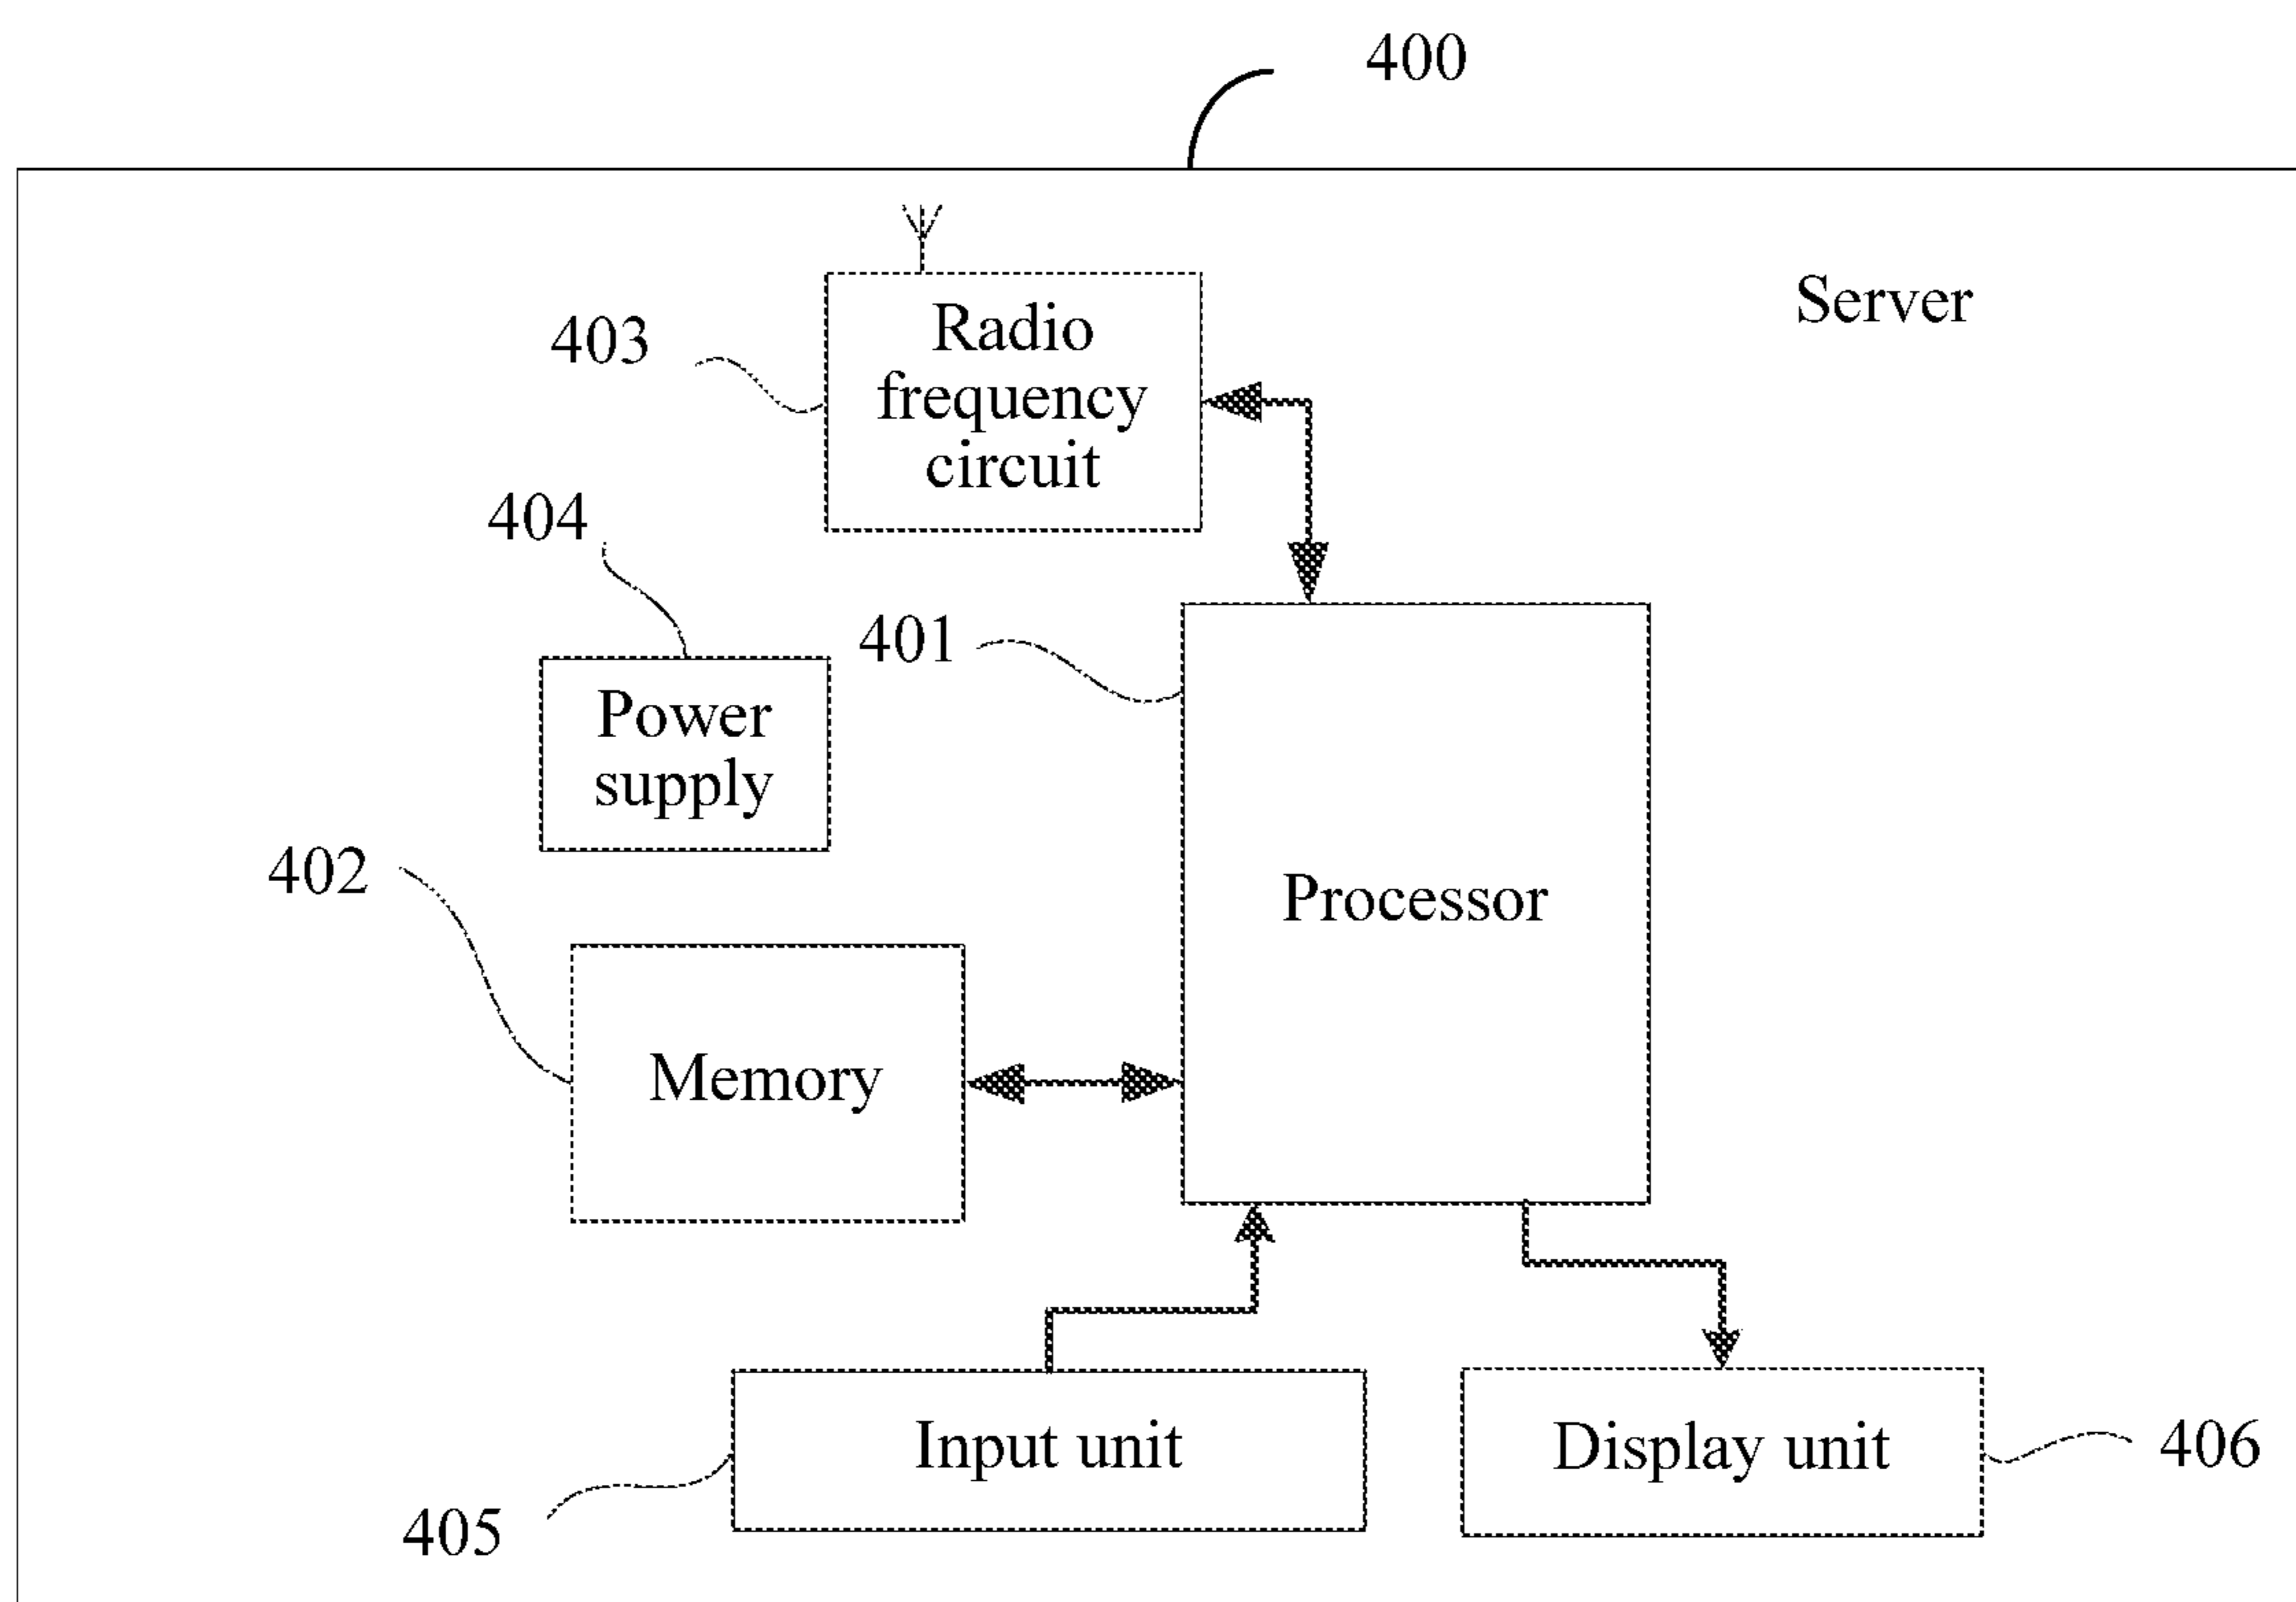 400
Server
403
Radio
frequency
circuit
404
401
Power
supply
402
Processor
Memory
Input unit
Display unit
406
405